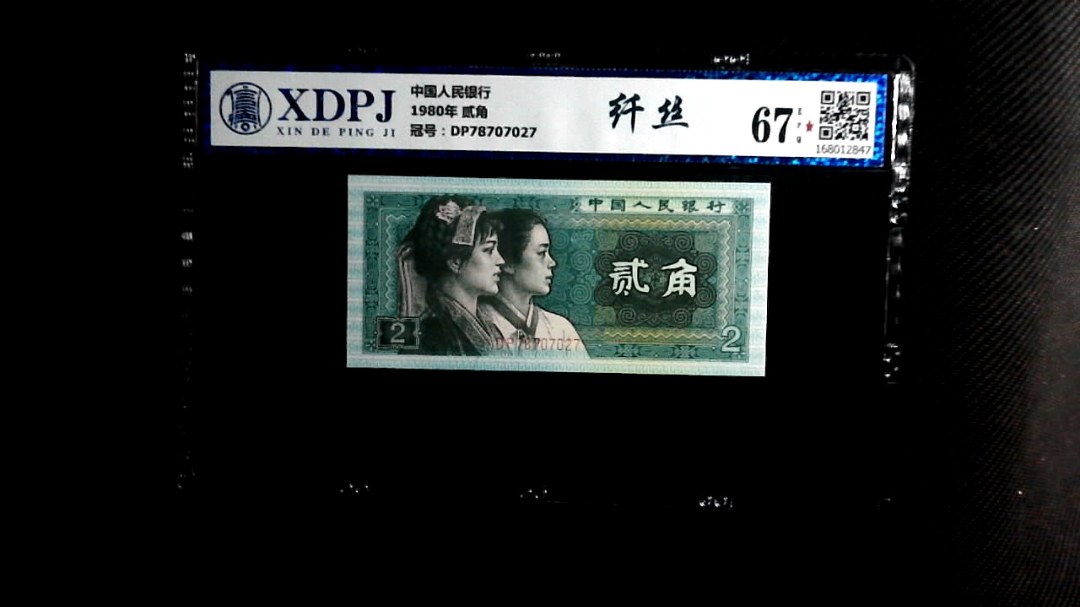 XDPJ
XIN DE PING JI
中国人民银行
1980年 贰角
冠号：DP78707027
纤丝
67
EPQ
168012847
中国人民银行
贰角
2
2
DP78707027